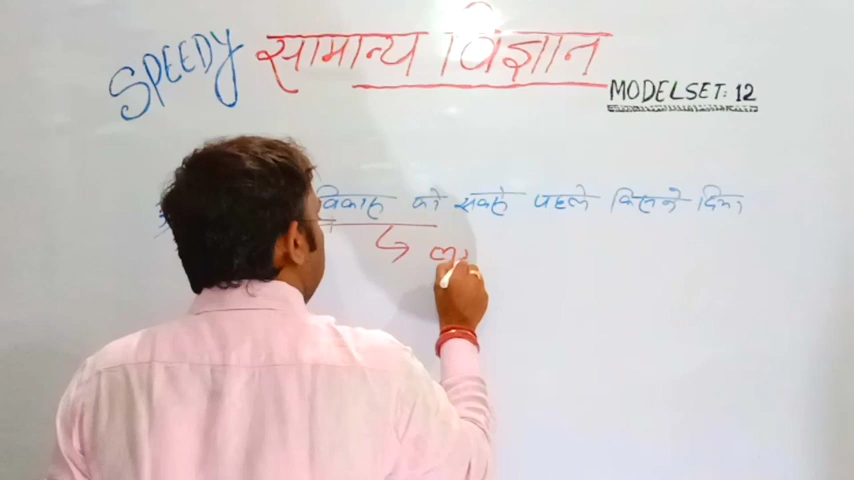 SPEEDY सामान्य विज्ञान
MODEL SET: 12
विकास को सबसे पहले किसने दिया